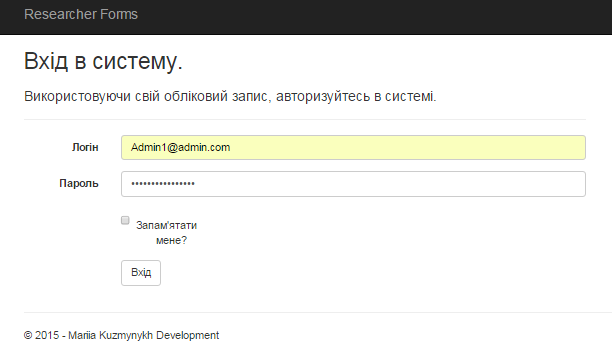 Researcher Forms
Вхід в систему.
Використовуючи свій обліковий запис, авторизуйтесь в системі.
Логін
Admin1@admin.com
Пароль
••••••••••••••••
Запам'ятати
мене?
Вхід
© 2015 - Mariia Kuzmynykh Development